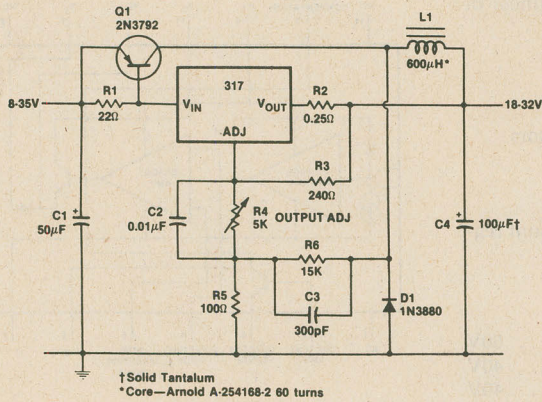 Q1
2N3792
L1
600μH*
317
8-35V
R1
22Ω
VIN
VOUT
R2
0.25Ω
18-32V
ADJ
R3
240Ω
C1
50μF
+
C2
0.01μF
R4
5K
OUTPUT ADJ
R6
15K
C3
300pF
R5
100Ω
D1
1N3880
+
C4
100μF†
†Solid Tantalum
*Core—Arnold A-254168-2 60 turns